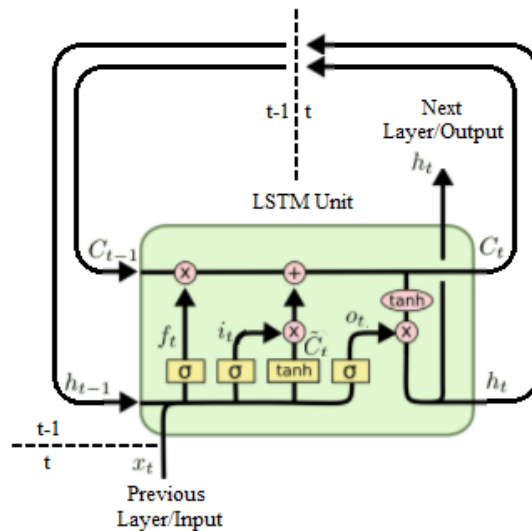 t-1 t
Next
Layer/Output
h_t
LSTM Unit
C_{t-1}
C_t
x
+
tanh
f_t
i_t
x
C̃_t
o_t
x
σ
σ
tanh
σ
h_{t-1}
h_t
t-1
t
x_t
Previous
Layer/Input